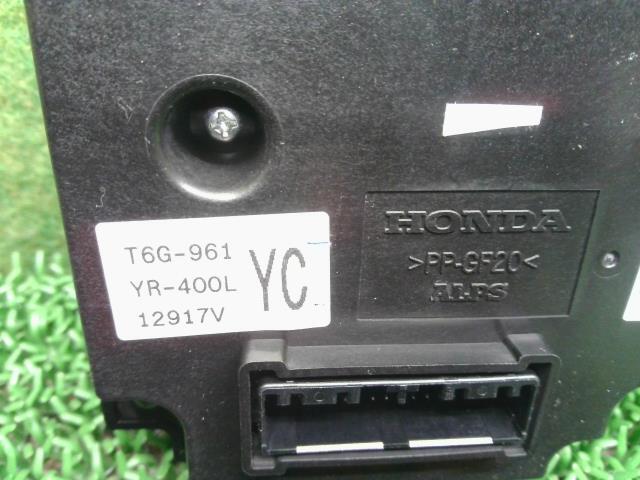 T6G-961
YR-400L
12917V
YC
HONDA
>PP-GF20<
ALPS